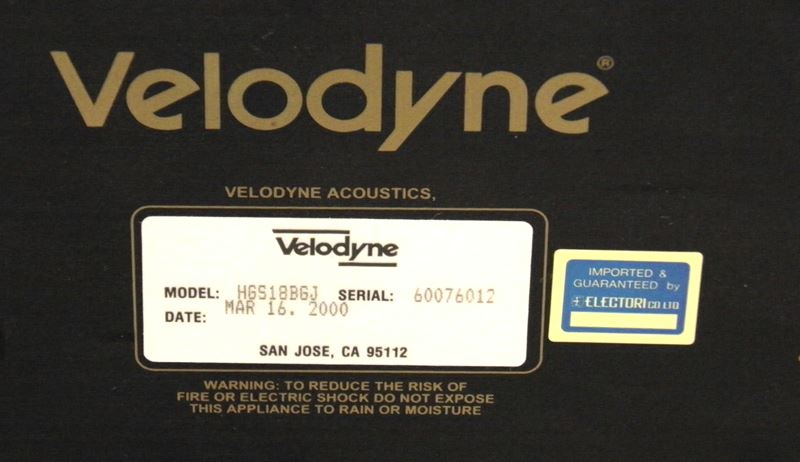 Velodyne®
VELODYNE ACOUSTICS,
Velodyne
MODEL: HGS18BGJ SERIAL: 60076012
DATE: MAR 16. 2000
SAN JOSE, CA 95112
IMPORTED &
GUARANTEED by
ELECTORI CO LTD
WARNING: TO REDUCE THE RISK OF
FIRE OR ELECTRIC SHOCK DO NOT EXPOSE
THIS APPLIANCE TO RAIN OR MOISTURE